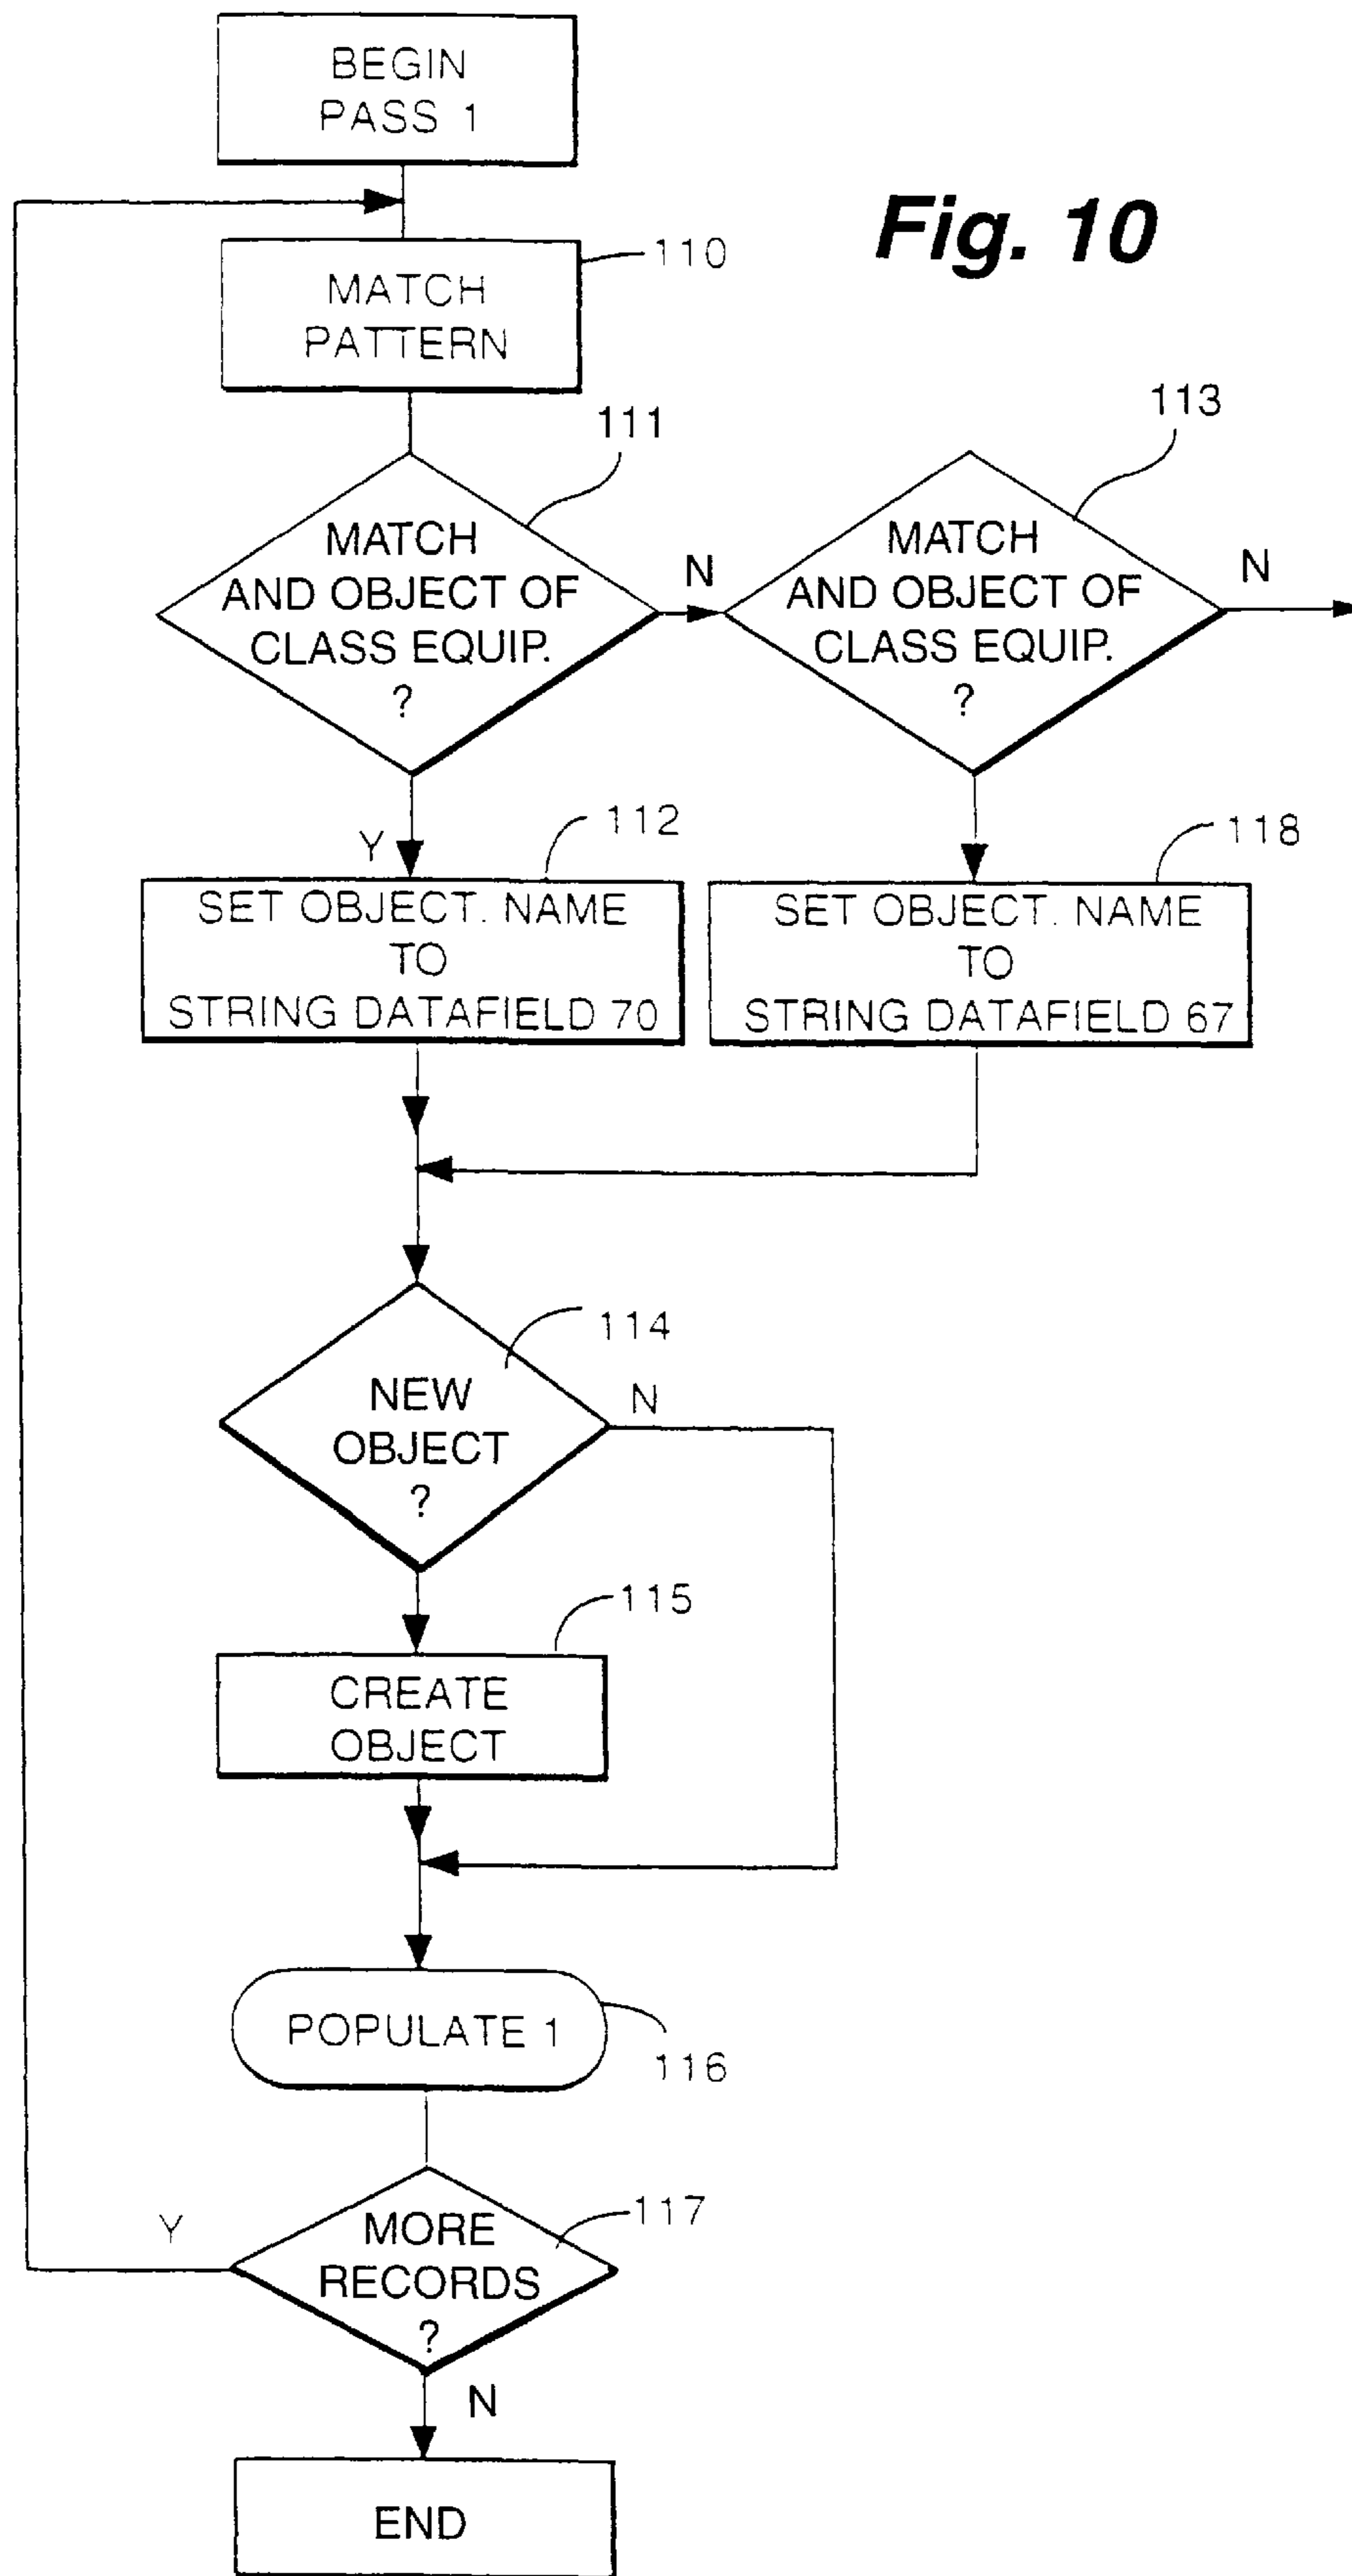 BEGIN
PASS 1
Fig. 10
110
MATCH
PATTERN
111
MATCH
AND OBJECT OF
CLASS EQUIP.
?
N
113
MATCH
AND OBJECT OF
CLASS EQUIP.
?
N
Y
112
SET OBJECT. NAME
TO
STRING DATAFIELD 70
118
SET OBJECT. NAME
TO
STRING DATAFIELD 67
114
NEW
OBJECT
?
N
115
CREATE
OBJECT
POPULATE 1
116
117
MORE
RECORDS
?
Y
N
END